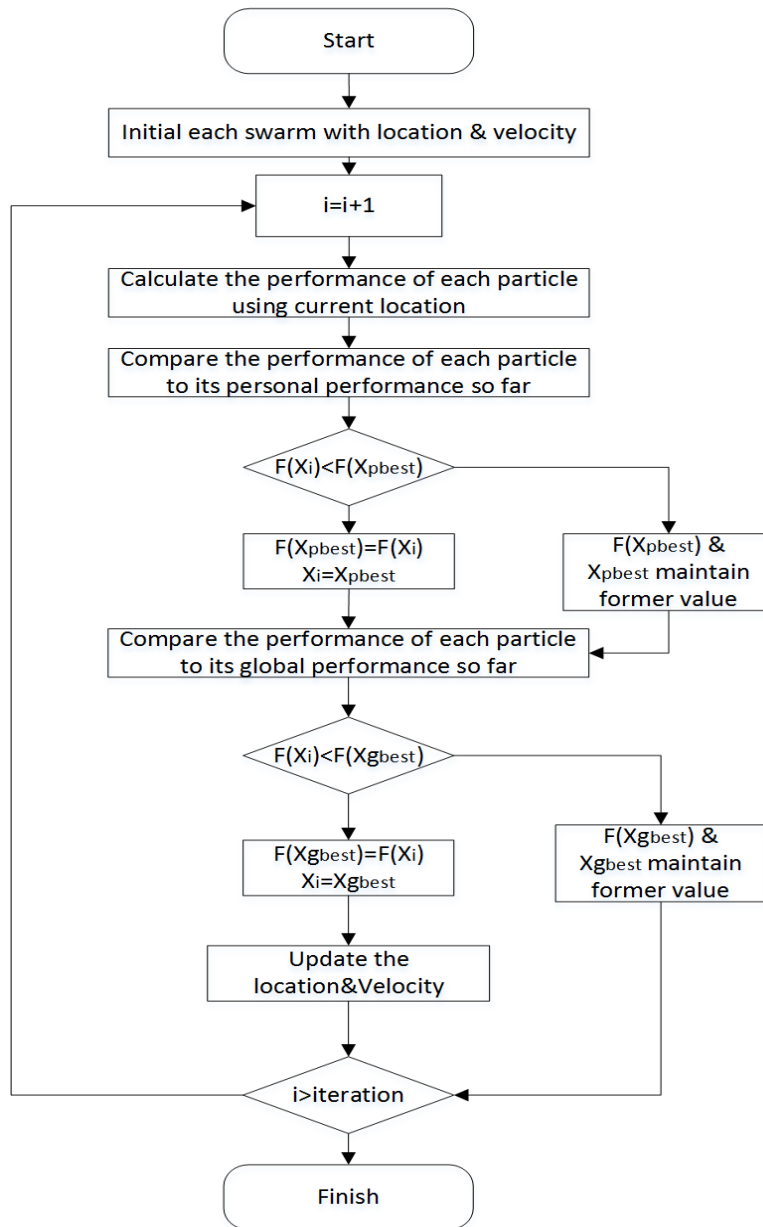 Start
Initial each swarm with location & velocity
i=i+1
Calculate the performance of each particle
using current location
Compare the performance of each particle
to its personal performance so far
F(Xi)<F(Xpbest)
F(Xpbest)=F(Xi)
Xi=Xpbest
F(Xpbest) &
Xpbest maintain
former value
Compare the performance of each particle
to its global performance so far
F(Xi)<F(Xgbest)
F(Xgbest)=F(Xi)
Xi=Xgbest
F(Xgbest) &
Xgbest maintain
former value
Update the
location&Velocity
i>iteration
Finish